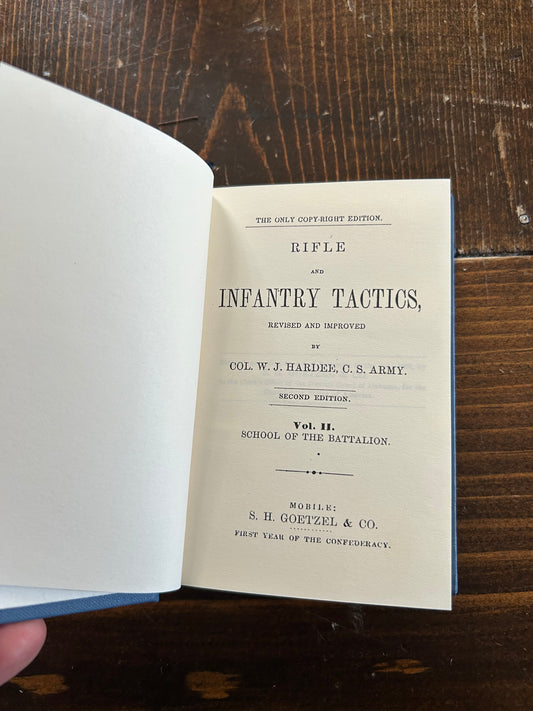 THE ONLY COPY-RIGHT EDITION.
RIFLE
AND
INFANTRY TACTICS,
REVISED AND IMPROVED
BY
COL. W. J. HARDEE, C. S. ARMY.
SECOND EDITION.
Vol. II.
SCHOOL OF THE BATTALION.
MOBILE:
S. H. GOETZEL & CO.
FIRST YEAR OF THE CONFEDERACY.